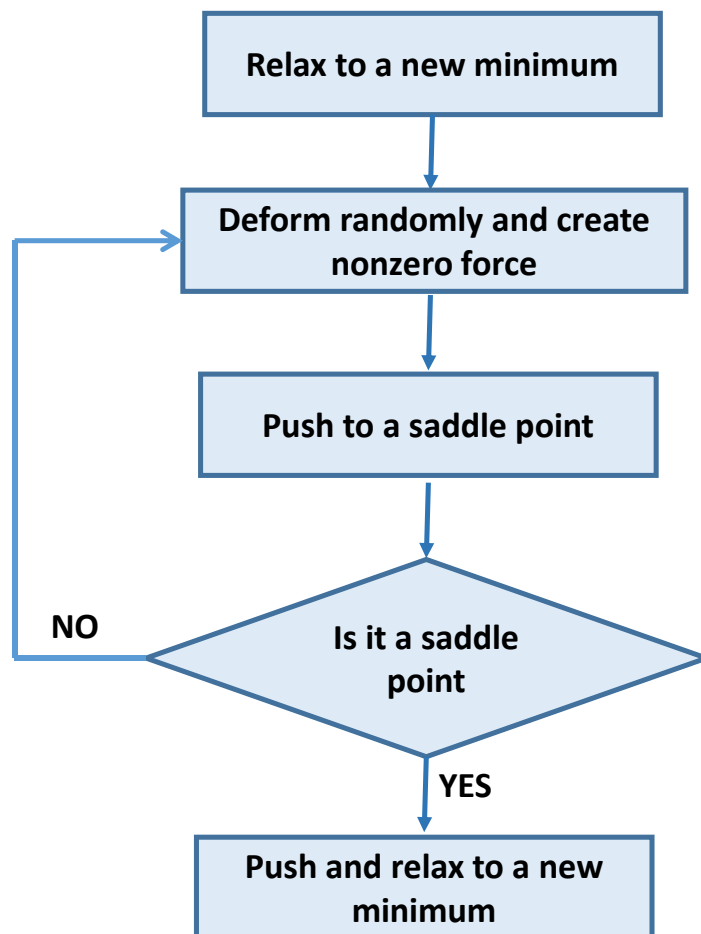 Relax to a new minimum
Deform randomly and create
nonzero force
Push to a saddle point
NO
Is it a saddle
point
YES
Push and relax to a new
minimum